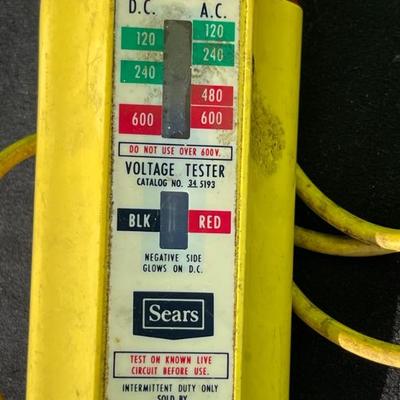 D.C. A.C.
120 120
240 240
480
600 600
DO NOT USE OVER 600V.
VOLTAGE TESTER
CATALOG NO. 34 5193
BLK RED
NEGATIVE SIDE
GLOWS ON D.C.
Sears
TEST ON KNOWN LIVE
CIRCUIT BEFORE USE.
INTERMITTENT DUTY ONLY
SOLD BY